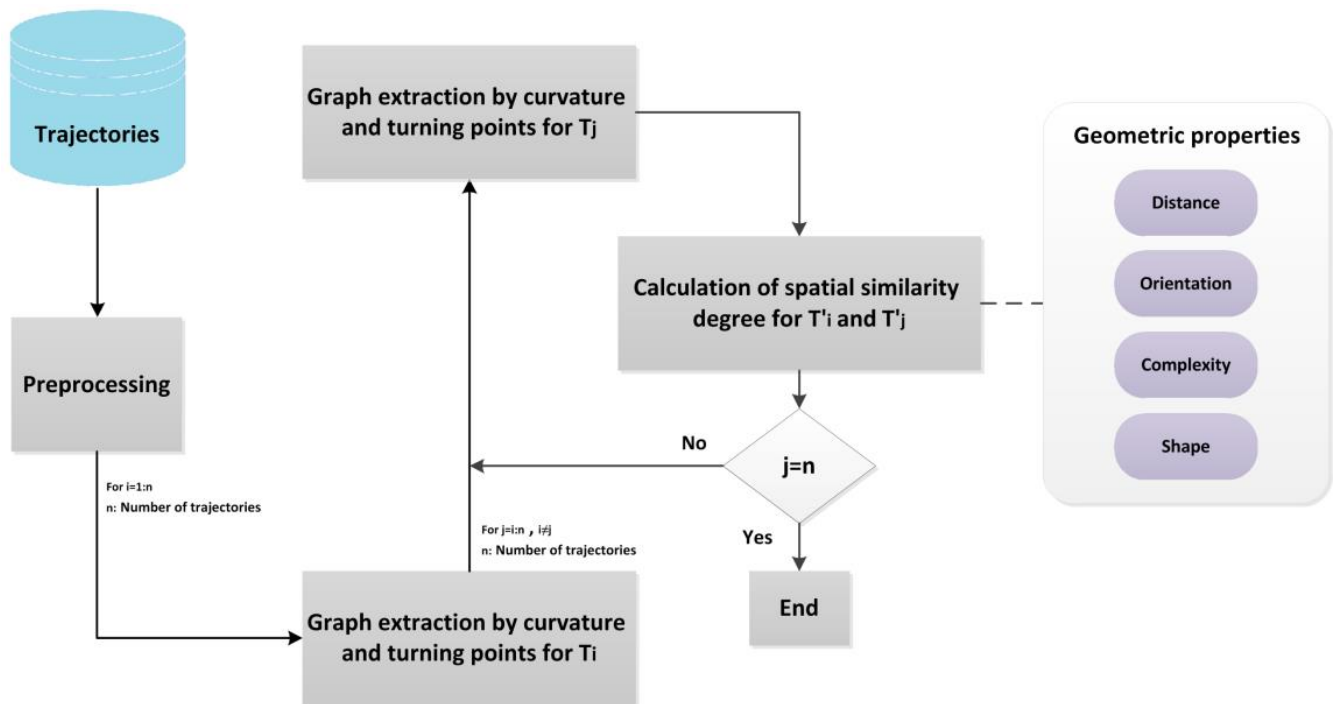 Trajectories
Preprocessing
For i=1:n
n: Number of trajectories
Graph extraction by curvature
and turning points for Ti
For j=i:n , i≠j
n: Number of trajectories
Graph extraction by curvature
and turning points for Tj
Calculation of spatial similarity
degree for T'i and T'j
No
j=n
Yes
End
Geometric properties
Distance
Orientation
Complexity
Shape